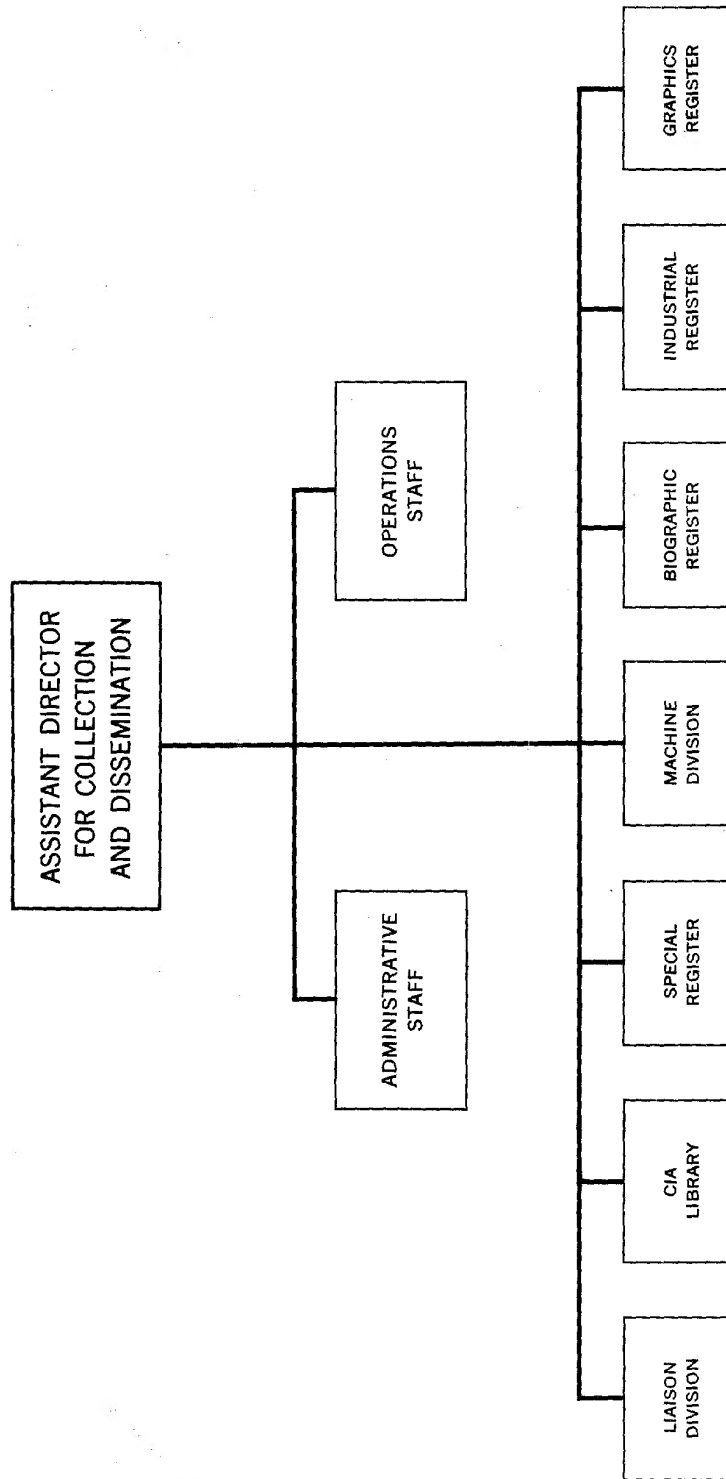 ASSISTANT DIRECTOR
FOR COLLECTION
AND DISSEMINATION
ADMINISTRATIVE
STAFF
OPERATIONS
STAFF
LIAISON
DIVISION
CIA
LIBRARY
SPECIAL
REGISTER
MACHINE
DIVISION
BIOGRAPHIC
REGISTER
INDUSTRIAL
REGISTER
GRAPHICS
REGISTER